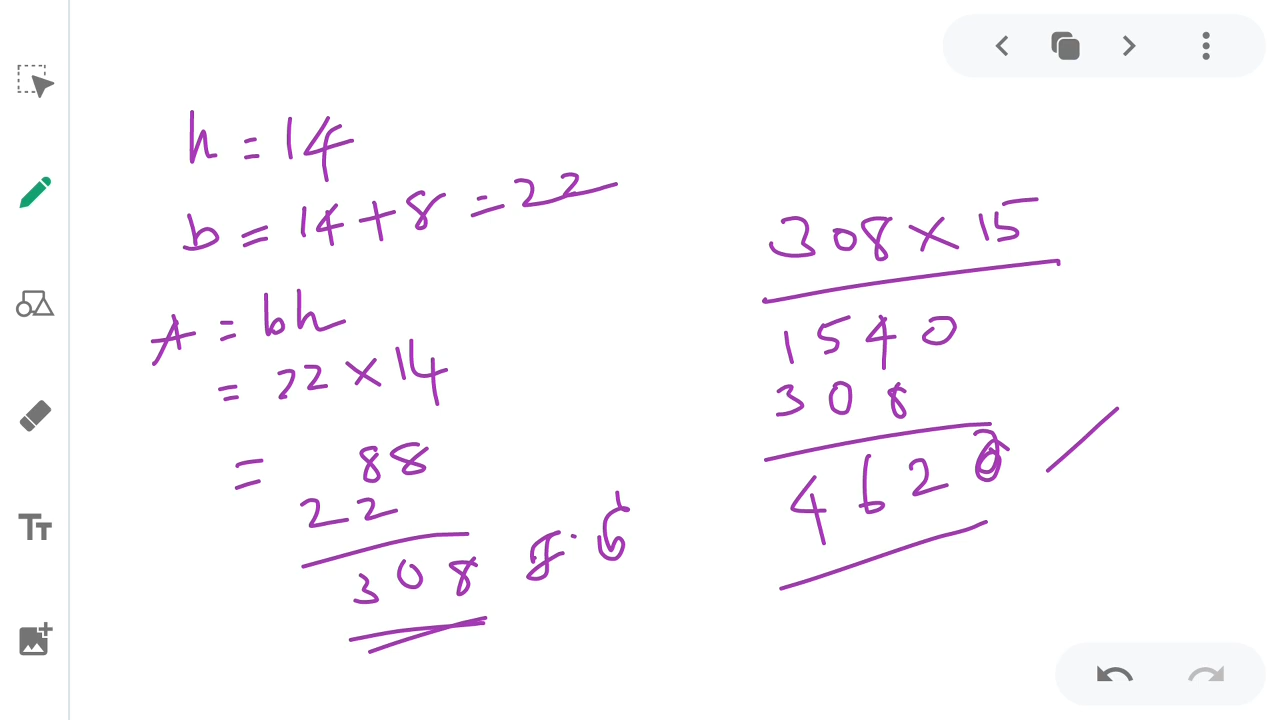 h = 14
b = 14 + 8 = 22
A = bh
= 22 × 14
= 88
22
308
308 × 15
1540
308
4620